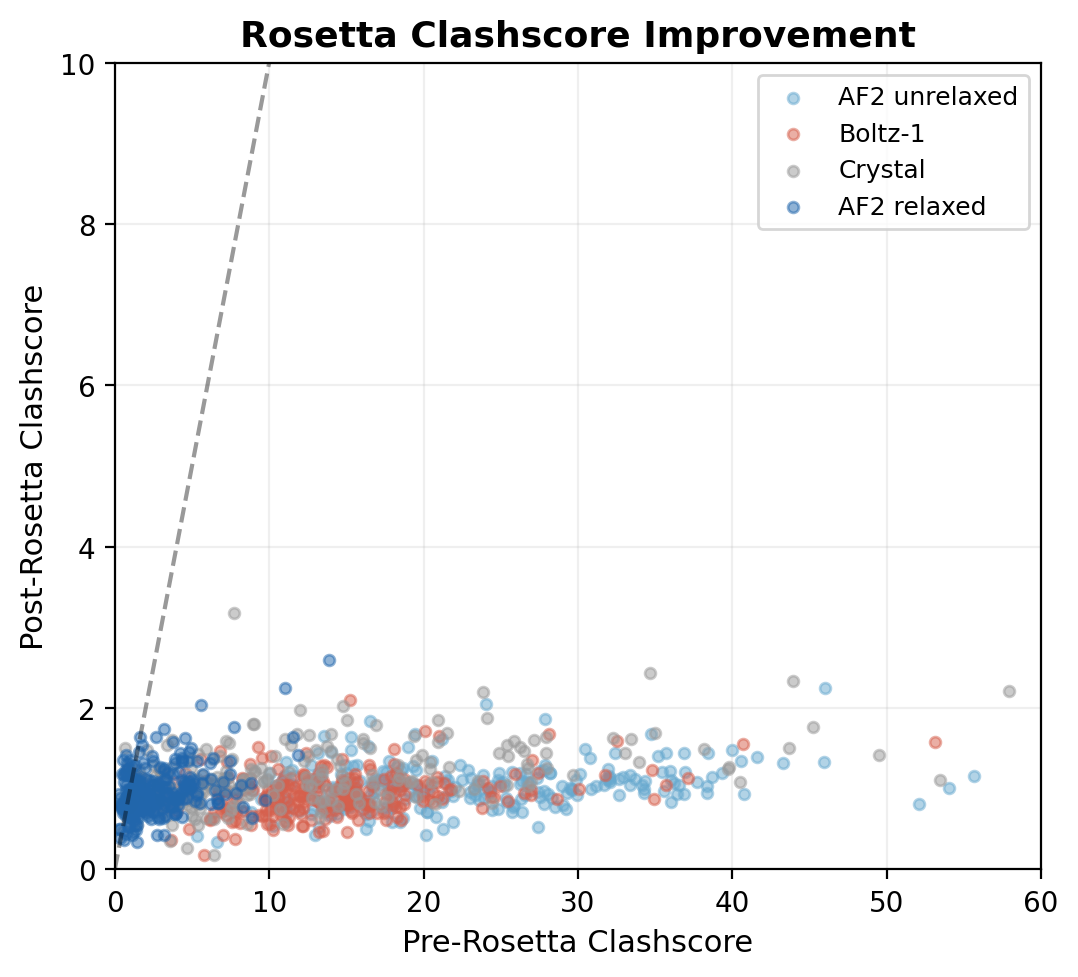 Rosetta Clashscore Improvement
10
8
6
4
2
0
Post-Rosetta Clashscore
AF2 unrelaxed
Boltz-1
Crystal
AF2 relaxed
0 10 20 30 40 50 60
Pre-Rosetta Clashscore